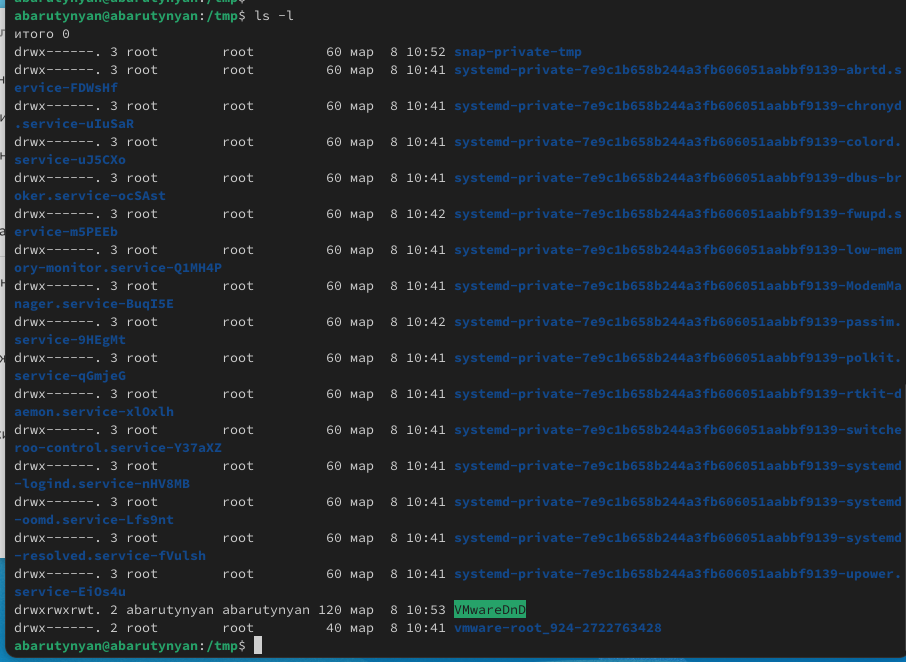 abarutynyan@abarutynyan:/tmp$ ls -l
итого 0
drwx------. 3 root        root         60 мар  8 10:52 snap-private-tmp
drwx------. 3 root        root         60 мар  8 10:41 systemd-private-7e9c1b658b244a3fb606051aabbf9139-abrtd.s
ervice-FDWsHf
drwx------. 3 root        root         60 мар  8 10:41 systemd-private-7e9c1b658b244a3fb606051aabbf9139-chronyd
.service-uIuSaR
drwx------. 3 root        root         60 мар  8 10:41 systemd-private-7e9c1b658b244a3fb606051aabbf9139-colord.
service-uJ5CXo
drwx------. 3 root        root         60 мар  8 10:41 systemd-private-7e9c1b658b244a3fb606051aabbf9139-dbus-br
oker.service-ocSAst
drwx------. 3 root        root         60 мар  8 10:42 systemd-private-7e9c1b658b244a3fb606051aabbf9139-fwupd.s
ervice-m5PEEb
drwx------. 3 root        root         60 мар  8 10:41 systemd-private-7e9c1b658b244a3fb606051aabbf9139-low-mem
ory-monitor.service-Q1MH4P
drwx------. 3 root        root         60 мар  8 10:41 systemd-private-7e9c1b658b244a3fb606051aabbf9139-ModemMa
nager.service-BuqI5E
drwx------. 3 root        root         60 мар  8 10:42 systemd-private-7e9c1b658b244a3fb606051aabbf9139-passim.
service-9HEgMt
drwx------. 3 root        root         60 мар  8 10:41 systemd-private-7e9c1b658b244a3fb606051aabbf9139-polkit.
service-qGmjeG
drwx------. 3 root        root         60 мар  8 10:41 systemd-private-7e9c1b658b244a3fb606051aabbf9139-rtkit-d
aemon.service-xlOxlh
drwx------. 3 root        root         60 мар  8 10:41 systemd-private-7e9c1b658b244a3fb606051aabbf9139-switche
roo-control.service-Y37aXZ
drwx------. 3 root        root         60 мар  8 10:41 systemd-private-7e9c1b658b244a3fb606051aabbf9139-systemd
-logind.service-nHV8MB
drwx------. 3 root        root         60 мар  8 10:41 systemd-private-7e9c1b658b244a3fb606051aabbf9139-systemd
-oomd.service-Lfs9nt
drwx------. 3 root        root         60 мар  8 10:41 systemd-private-7e9c1b658b244a3fb606051aabbf9139-systemd
-resolved.service-fVulsh
drwx------. 3 root        root         60 мар  8 10:41 systemd-private-7e9c1b658b244a3fb606051aabbf9139-upower.
service-EiOs4u
drwxrwxrwt. 2 abarutynyan abarutynyan 120 мар  8 10:53 VMwareDnD
drwx------. 2 root        root         40 мар  8 10:41 vmware-root_924-2722763428
abarutynyan@abarutynyan:/tmp$